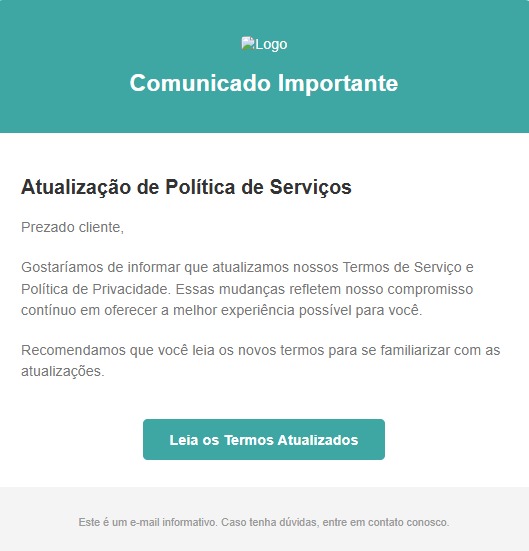 Logo
Comunicado Importante
Atualização de Política de Serviços
Prezado cliente,
Gostaríamos de informar que atualizamos nossos Termos de Serviço e
Política de Privacidade. Essas mudanças refletem nosso compromisso
contínuo em oferecer a melhor experiência possível para você.
Recomendamos que você leia os novos termos para se familiarizar com as
atualizações.
Leia os Termos Atualizados
Este é um e-mail informativo. Caso tenha dúvidas, entre em contato conosco.